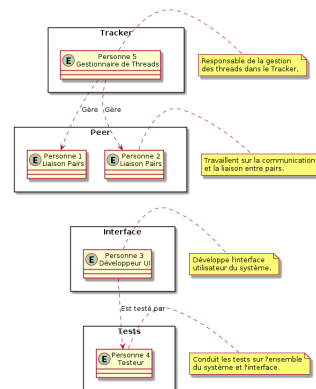 Tracker
E Personne 5
Gestionnaire de Threads
Responsable de la gestion
des threads dans le Tracker.
Gère
Gère
Peer
E Personne 1
Liaison Pairs
E Personne 2
Liaison Pairs
Travaillent sur la communication
et la liaison entre pairs.
Interface
E Personne 3
Développeur UI
Développe l'interface
utilisateur du système.
Est testé par
Tests
E Personne 4
Testeur
Conduit les tests sur l'ensemble
du système et l'interface.